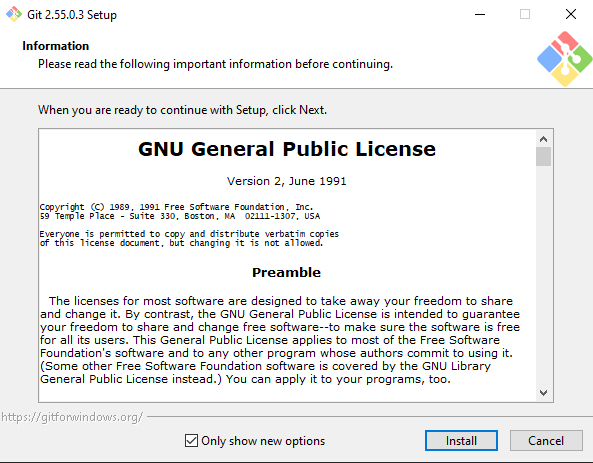 Git 2.55.0.3 Setup
Information
Please read the following important information before continuing.
When you are ready to continue with Setup, click Next.
GNU General Public License
Version 2, June 1991
Copyright (C) 1989, 1991 Free Software Foundation, Inc.
59 Temple Place - Suite 330, Boston, MA  02111-1307, USA
Everyone is permitted to copy and distribute verbatim copies
of this license document, but changing it is not allowed.
Preamble
The licenses for most software are designed to take away your freedom to share
and change it. By contrast, the GNU General Public License is intended to guarantee
your freedom to share and change free software--to make sure the software is free
for all its users. This General Public License applies to most of the Free Software
Foundation's software and to any other program whose authors commit to using it.
(Some other Free Software Foundation software is covered by the GNU Library
General Public License instead.) You can apply it to your programs, too.
https://gitforwindows.org/
Only show new options
Install
Cancel